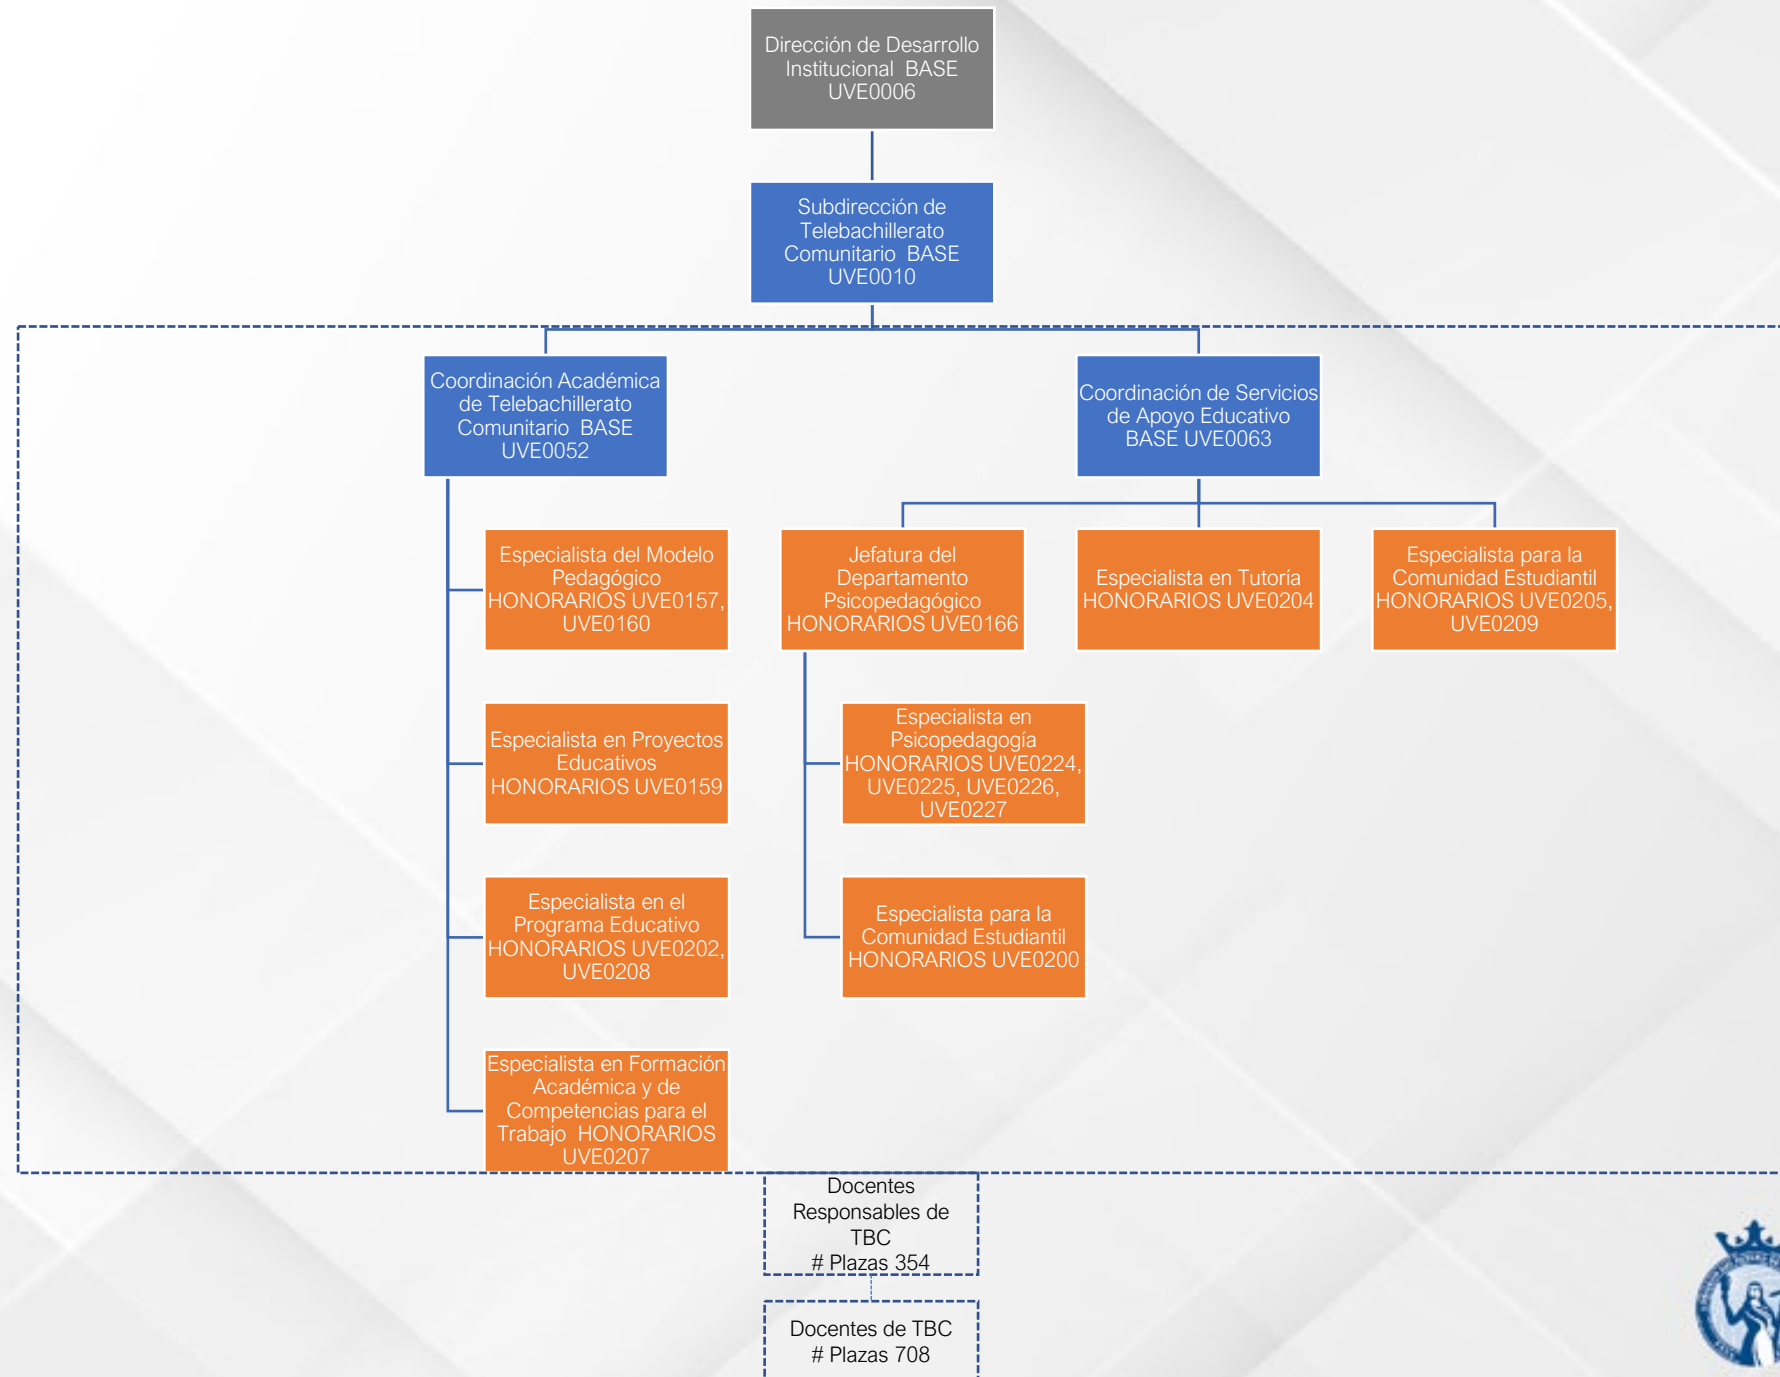 Dirección de Desarrollo
Institucional BASE
UVE0006
Subdirección de
Telebachillerato
Comunitario BASE
UVE0010
Coordinación Académica
de Telebachillerato
Comunitario BASE
UVE0052
Coordinación de Servicios
de Apoyo Educativo
BASE UVE0063
Especialista del Modelo
Pedagógico
HONORARIOS UVE0157,
UVE0160
Jefatura del
Departamento
Psicopedagógico
HONORARIOS UVE0166
Especialista en Tutoría
HONORARIOS UVE0204
Especialista para la
Comunidad Estudiantil
HONORARIOS UVE0205,
UVE0209
Especialista en Proyectos
Educativos
HONORARIOS UVE0159
Especialista en
Psicopedagogía
HONORARIOS UVE0224,
UVE0225, UVE0226,
UVE0227
Especialista en el
Programa Educativo
HONORARIOS UVE0202,
UVE0208
Especialista para la
Comunidad Estudiantil
HONORARIOS UVE0200
Especialista en Formación
Académica y de
Competencias para el
Trabajo HONORARIOS
UVE0207
Docentes
Responsables de
TBC
# Plazas 354
Docentes de TBC
# Plazas 708